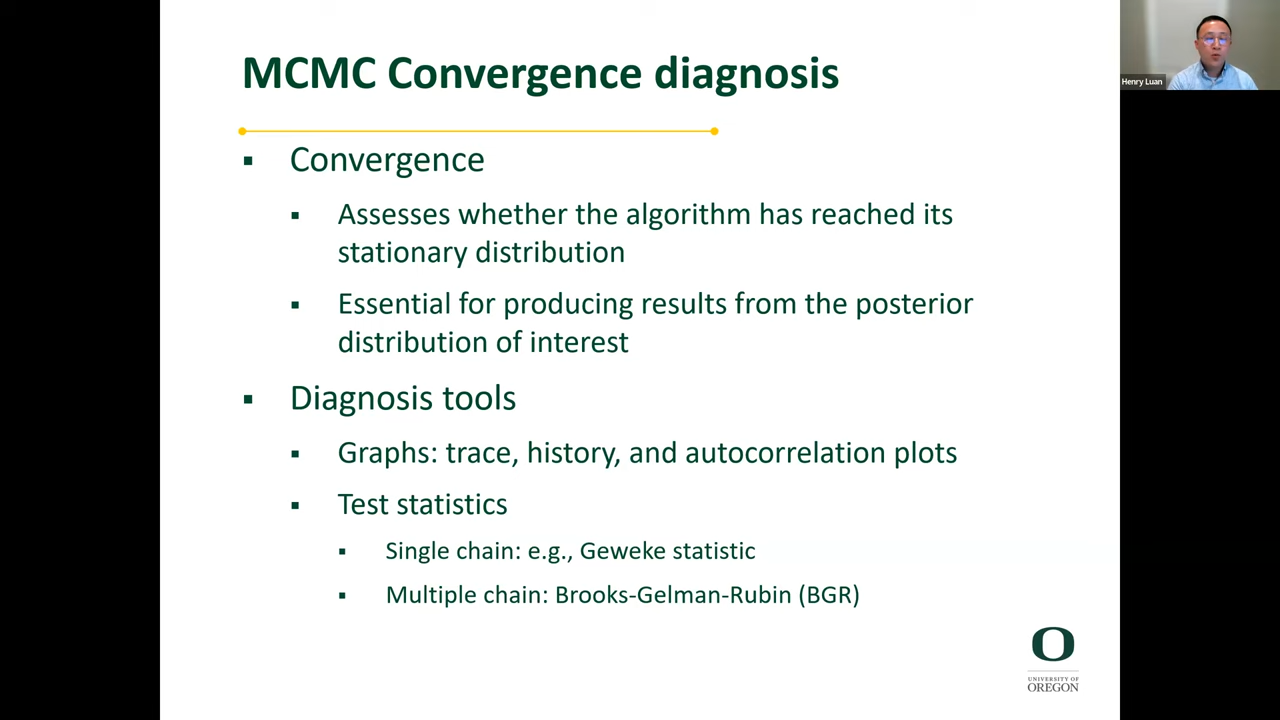 MCMC Convergence diagnosis
Henry Luan
▪ Convergence
▪ Assesses whether the algorithm has reached its
stationary distribution
▪ Essential for producing results from the posterior
distribution of interest
▪ Diagnosis tools
▪ Graphs: trace, history, and autocorrelation plots
▪ Test statistics
▪ Single chain: e.g., Geweke statistic
▪ Multiple chain: Brooks-Gelman-Rubin (BGR)
O
UNIVERSITY OF
OREGON